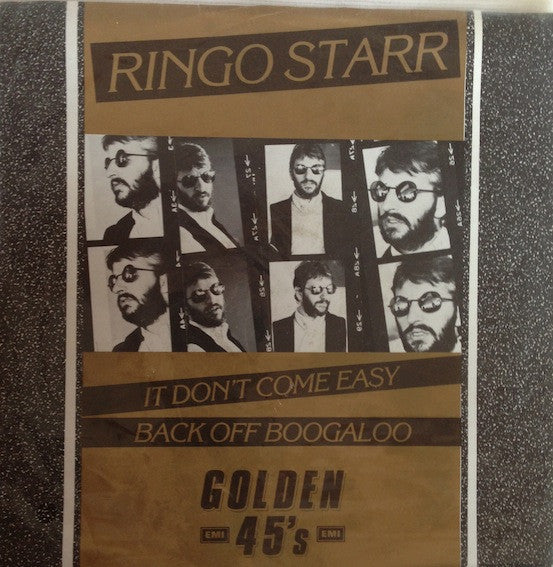 RINGO STARR
IT DON'T COME EASY
BACK OFF BOOGALOO
GOLDEN
EMI 45's EMI